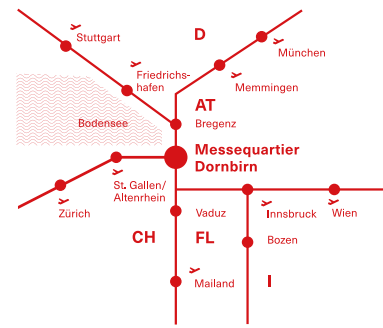 Stuttgart
D
München
Friedrichs-
hafen
Memmingen
AT
Bodensee
Bregenz
Messequartier
Dornbirn
St. Gallen/
Altenrhein
Zürich
Vaduz
Innsbruck
Wien
CH
FL
Bozen
Mailand
I